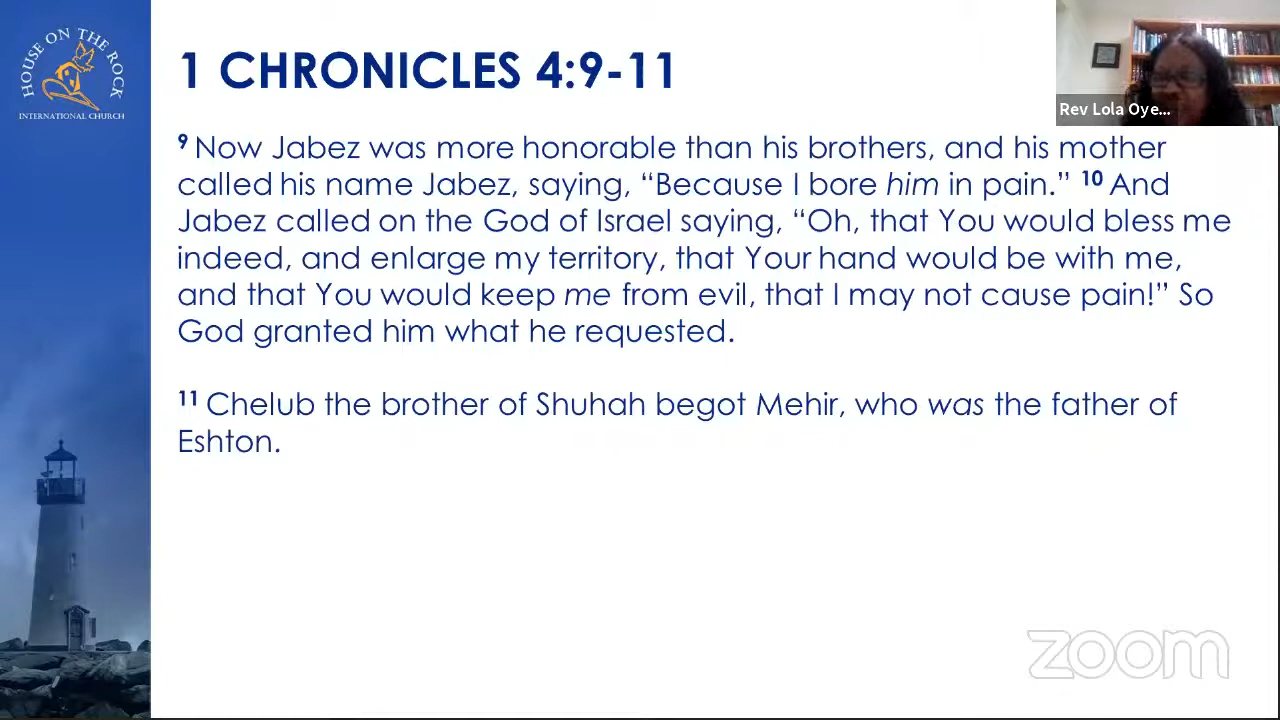 HOUSE ON THE ROCK
INTERNATIONAL CHURCH
1 CHRONICLES 4:9-11
Rev Lola Oye...
9 Now Jabez was more honorable than his brothers, and his mother
called his name Jabez, saying, “Because I bore him in pain.” 10 And
Jabez called on the God of Israel saying, “Oh, that You would bless me
indeed, and enlarge my territory, that Your hand would be with me,
and that You would keep me from evil, that I may not cause pain!” So
God granted him what he requested.
11 Chelub the brother of Shuhah begot Mehir, who was the father of
Eshton.
zoom